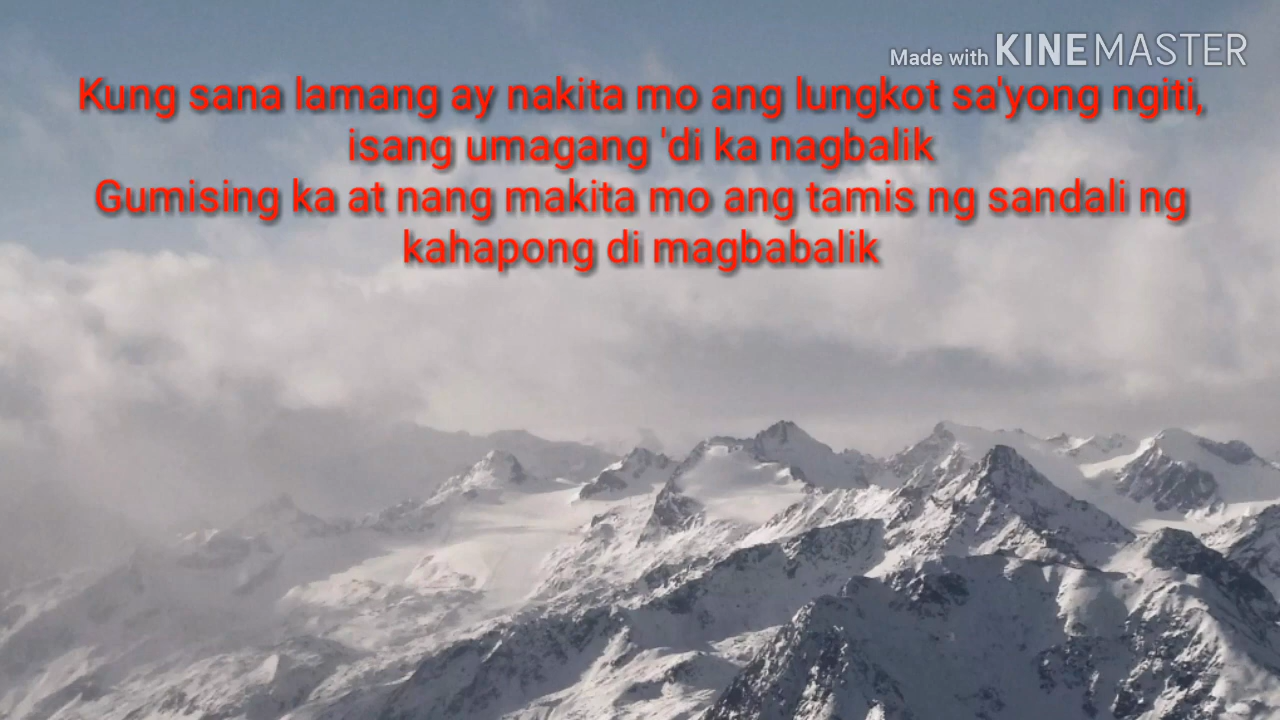 Made with KINEMASTER
Kung sana lamang ay nakita mo ang lungkot sa'yong ngiti,
isang umagang 'di ka nagbalik
Gumising ka at nang makita mo ang tamis ng sandali ng
kahapong di magbabalik